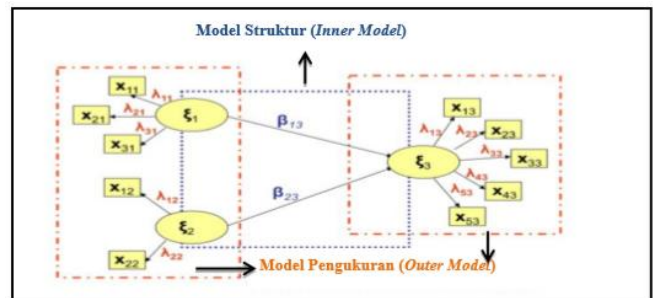 Model Struktur (Inner Model)
x11
λ11
x21
λ21
ξ1
λ31
x31
β13
x12
λ12
β23
ξ2
x22
λ22
x13
λ13
λ23
x23
ξ3
λ33
x33
λ43
x43
λ53
x53
Model Pengukuran (Outer Model)